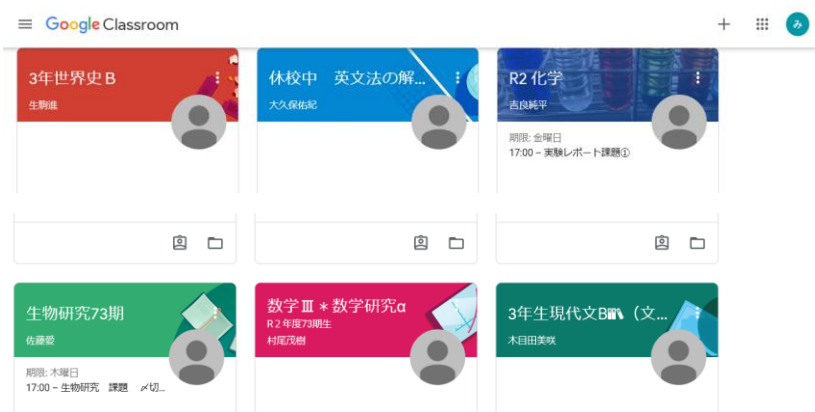 Google Classroom
み
3年世界史B
生駒進
休校中　英文法の解...
大久保佑紀
R2 化学
吉良純平
期限: 金曜日
17:00 – 実験レポート課題①
生物研究73期
佐藤愛
期限: 木曜日
17:00 – 生物研究　課題　〆切...
数学Ⅲ＊数学研究α
R２年度73期生
村尾茂樹
3年生現代文B（文...
木目田美咲